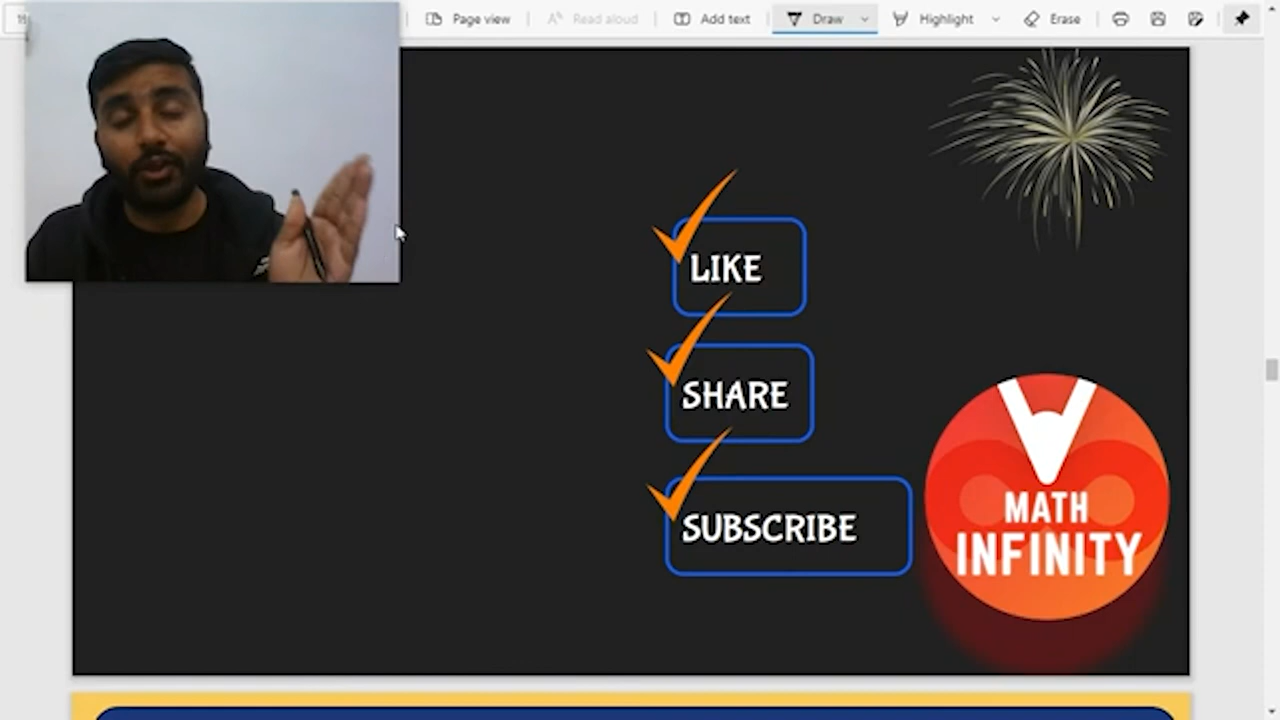 Page view
Read aloud
Add text
Draw
Highlight
Erase
LIKE
SHARE
SUBSCRIBE
MATH
INFINITY